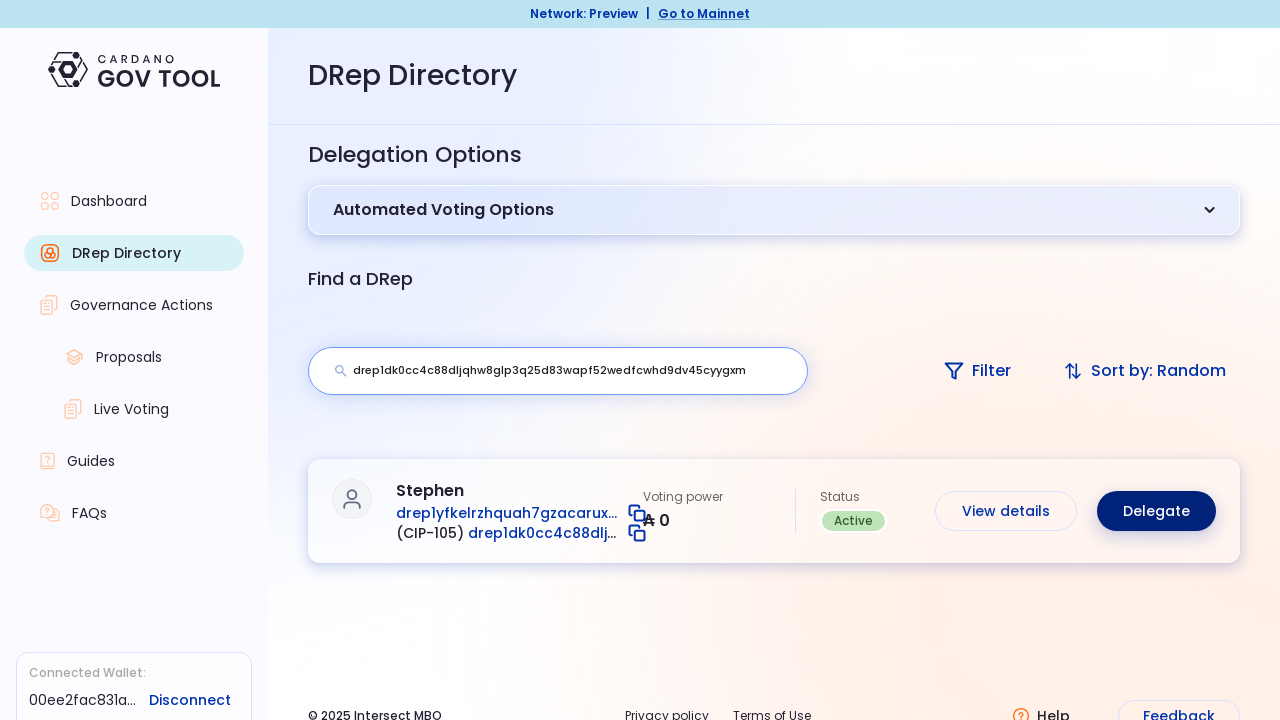 Network: Preview | Go to Mainnet
CARDANO
GOV TOOL
DRep Directory
Dashboard
DRep Directory
Governance Actions
Proposals
Live Voting
Guides
FAQs
Connected Wallet:
00ee2fac831a... Disconnect
Delegation Options
Automated Voting Options
Find a DRep
drep1dk0cc4c88dljqhw8glp3q25d83wapf52wedfcwhd9dv45cyygxm
Filter
Sort by: Random
Stephen
drep1yfkelrzhquah7gzacarux...
(CIP-105) drep1dk0cc4c88dlj...
Voting power
₳ 0
Status
Active
View details
Delegate
© 2025 Intersect MBO
Privacy policy
Terms of Use
Help
Feedback